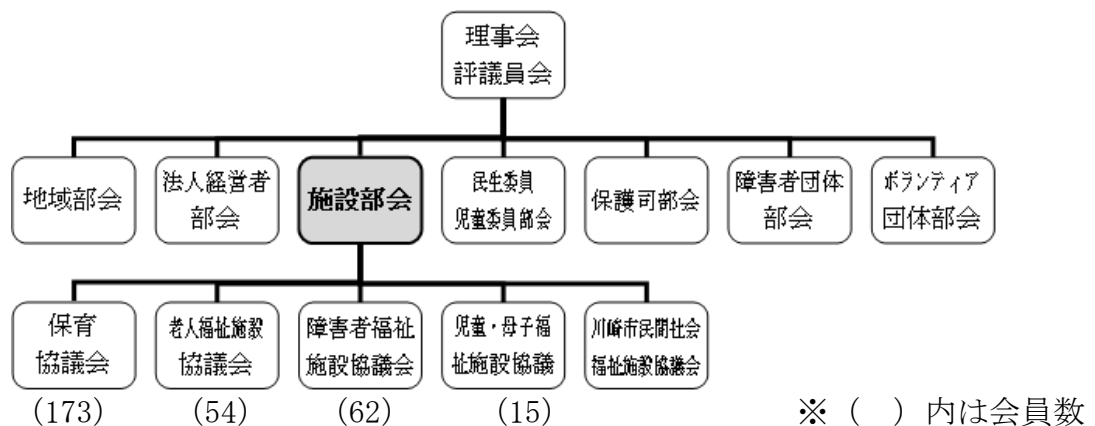 理事会
評議員会
地域部会
法人経営者
部会
施設部会
民生委員
児童委員部会
保護司部会
障害者団体
部会
ボランティア
団体部会
保育
協議会
老人福祉施設
協議会
障害者福祉
施設協議会
児童・母子福
祉施設協議
川崎市民間社会
福祉施設協議会
(173)
(54)
(62)
(15)
※( )内は会員数